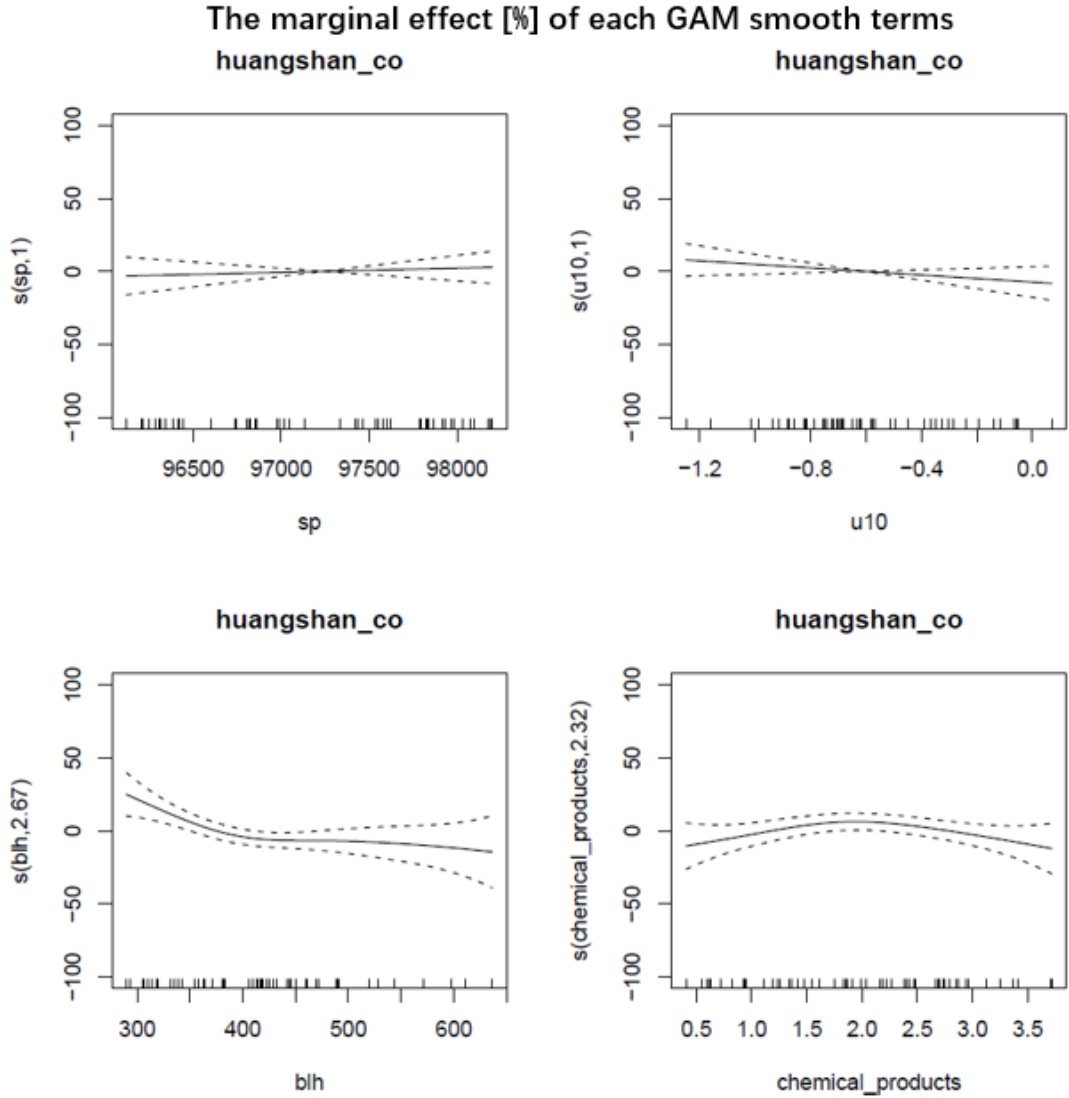 The marginal effect [%] of each GAM smooth terms
huangshan_co
huangshan_co
s(sp,1)
100
50
0
−50
−100
96500 97000 97500 98000
sp
s(u10,1)
100
50
0
−50
−100
−1.2 −0.8 −0.4 0.0
u10
huangshan_co
huangshan_co
s(blh,2.67)
100
50
0
−50
−100
300 400 500 600
blh
s(chemical_products,2.32)
100
50
0
−50
−100
0.5 1.0 1.5 2.0 2.5 3.0 3.5
chemical_products